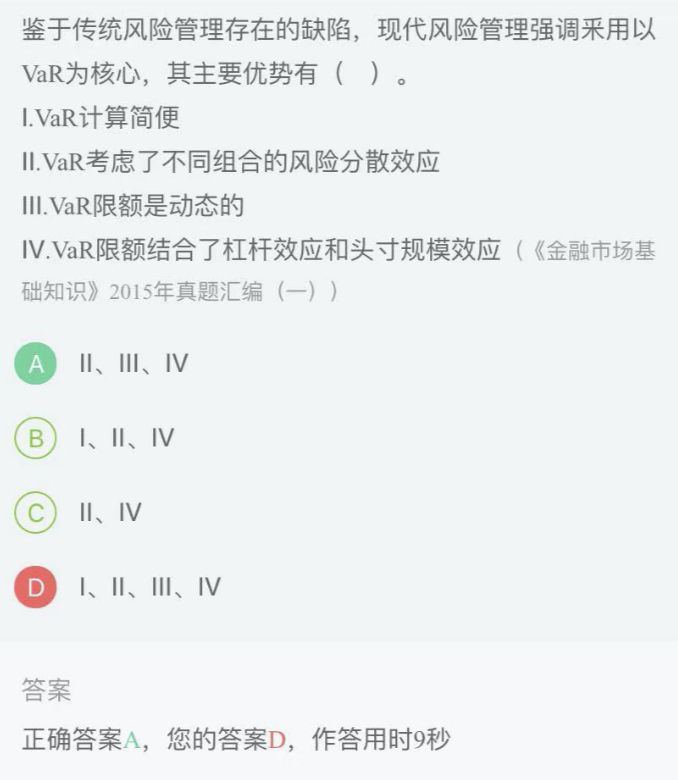 鉴于传统风险管理存在的缺陷，现代风险管理强调采用以
VaR为核心，其主要优势有（　）。
I.VaR计算简便
II.VaR考虑了不同组合的风险分散效应
III.VaR限额是动态的
IV.VaR限额结合了杠杆效应和头寸规模效应（《金融市场基
础知识》2015年真题汇编（一））
A II、III、IV
B I、II、IV
C II、IV
D I、II、III、IV
答案
正确答案A，您的答案D，作答用时9秒